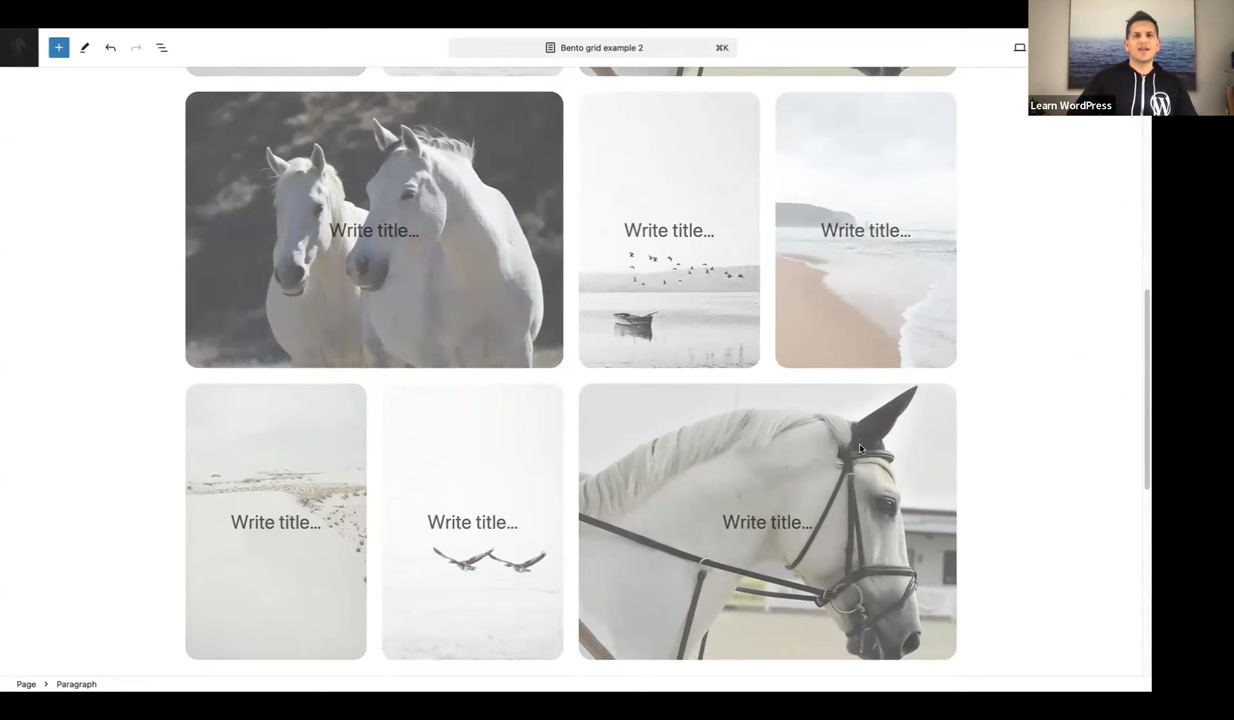 Bento grid example 2
⌘K
Learn WordPress
Write title...
Write title...
Write title...
Write title...
Write title...
Write title...
Page > Paragraph